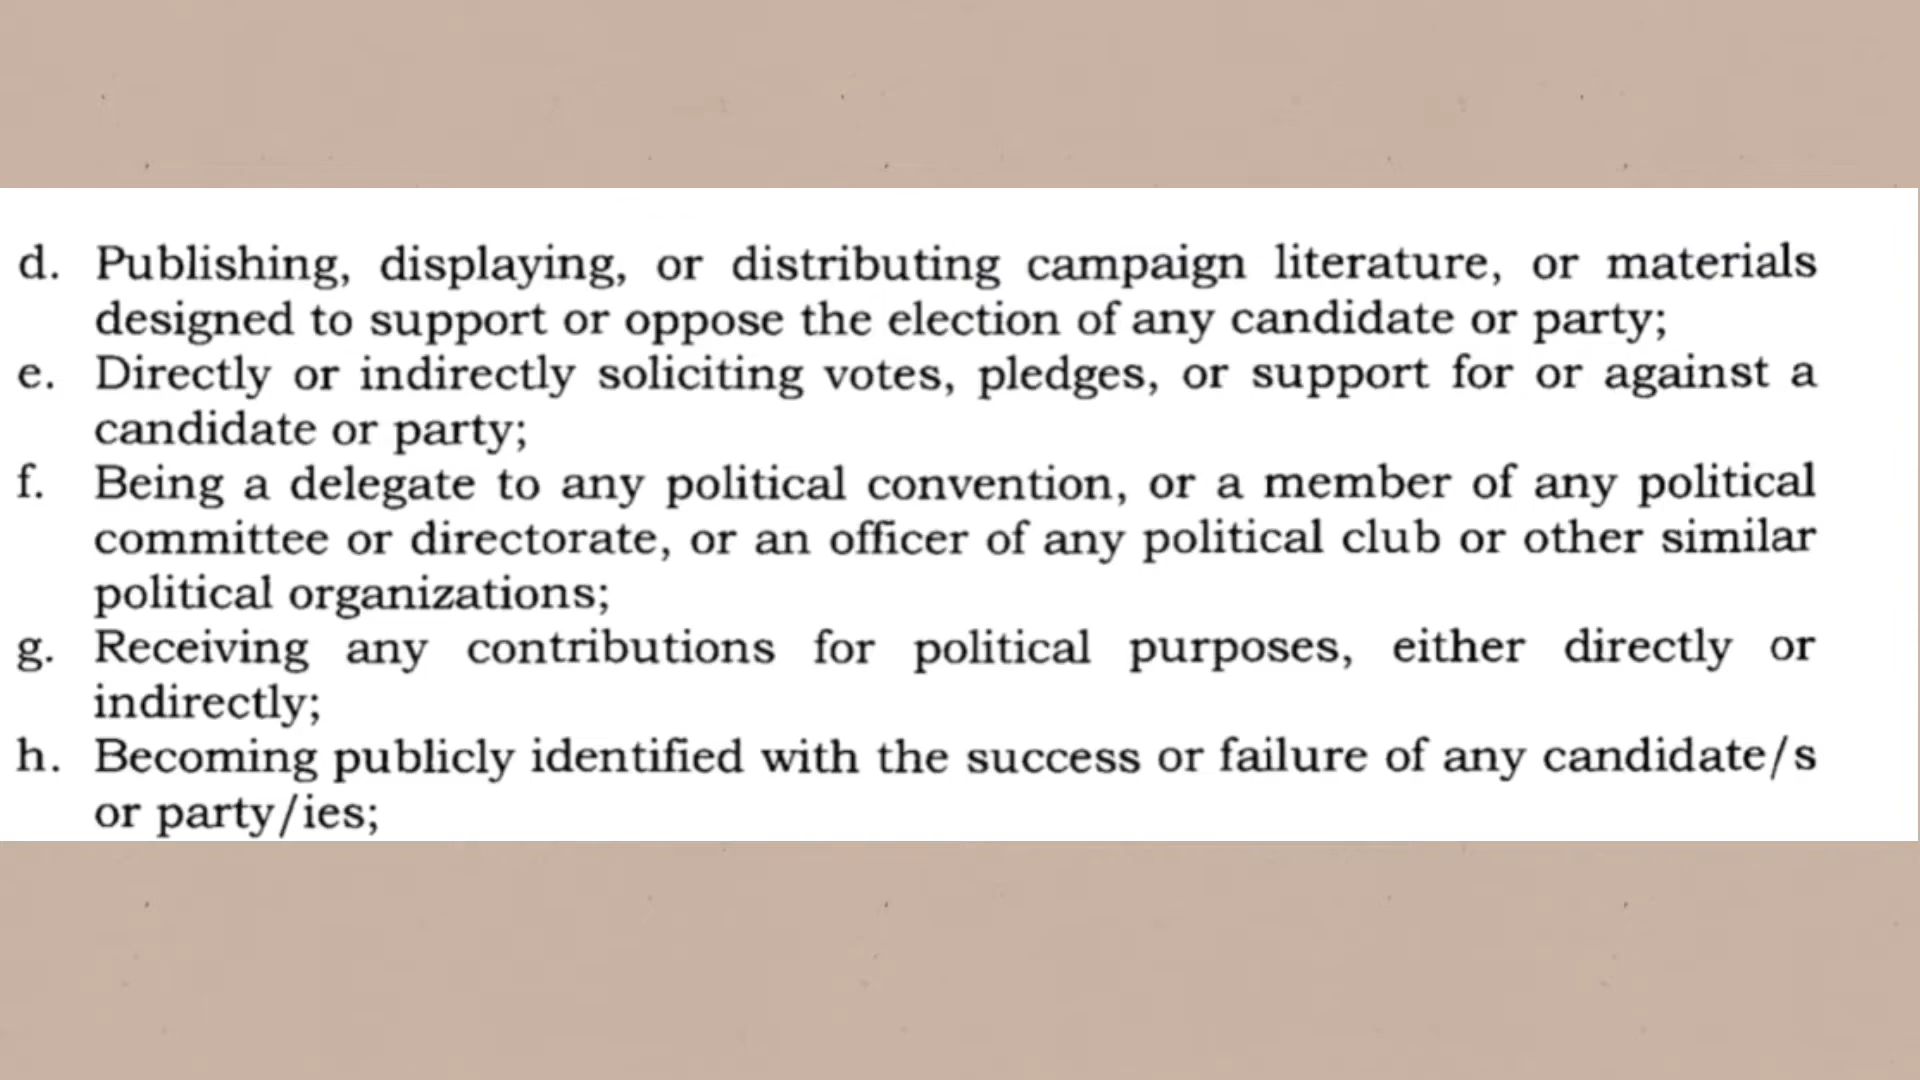 d. Publishing, displaying, or distributing campaign literature, or materials
designed to support or oppose the election of any candidate or party;
e. Directly or indirectly soliciting votes, pledges, or support for or against a
candidate or party;
f. Being a delegate to any political convention, or a member of any political
committee or directorate, or an officer of any political club or other similar
political organizations;
g. Receiving any contributions for political purposes, either directly or
indirectly;
h. Becoming publicly identified with the success or failure of any candidate/s
or party/ies;